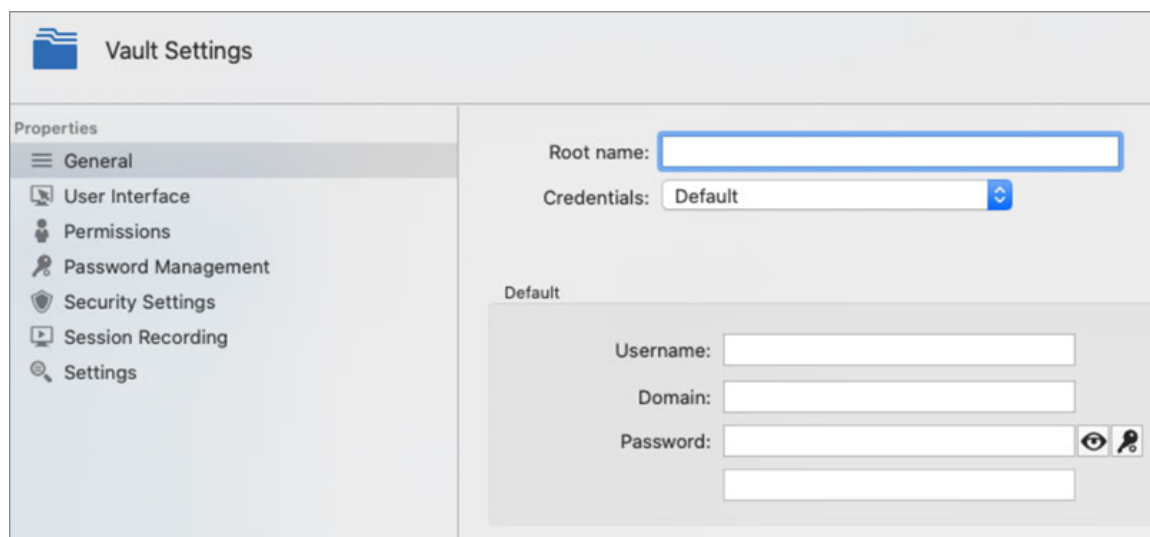 Vault Settings
Properties
General
User Interface
Permissions
Password Management
Security Settings
Session Recording
Settings
Root name:
Credentials: Default
Default
Username:
Domain:
Password: